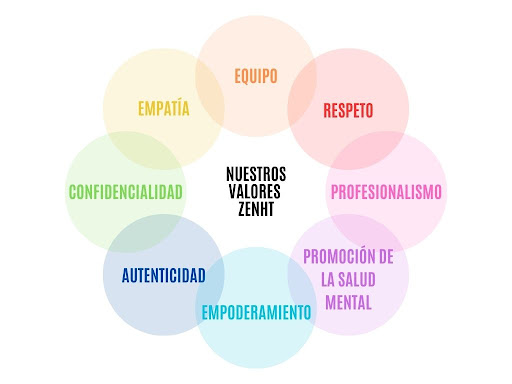 EQUIPO
RESPETO
PROFESIONALISMO
PROMOCIÓN DE
LA SALUD
MENTAL
EMPODERAMIENTO
AUTENTICIDAD
CONFIDENCIALIDAD
EMPATÍA
NUESTROS
VALORES
ZENHT